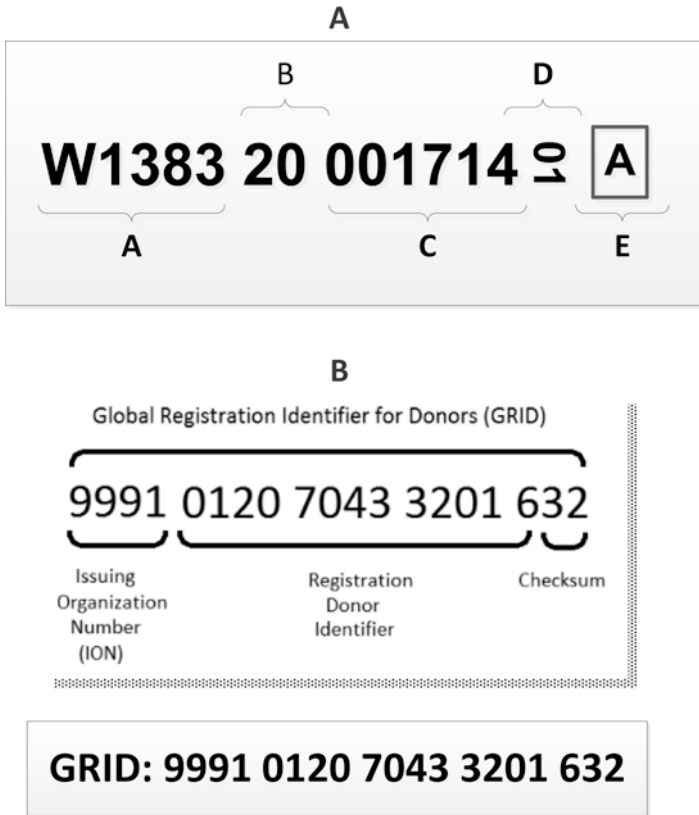 A
B
D
W1383 20 001714 01 A
A
C
E
B
Global Registration Identifier for Donors (GRID)
9991 0120 7043 3201 632
Issuing Organization Number (ION)
Registration Donor Identifier
Checksum
GRID: 9991 0120 7043 3201 632